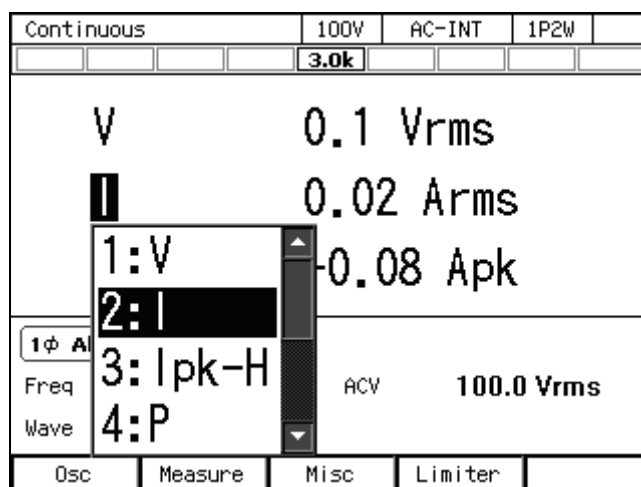 Continuous 100V AC-INT 1P2W
3.0k
V 0.1 Vrms
I 0.02 Arms
-0.08 Apk
1:V
2:I
3:Ipk-H
4:P
1φ
Freq ACV 100.0 Vrms
Wave
Osc Measure Misc Limiter